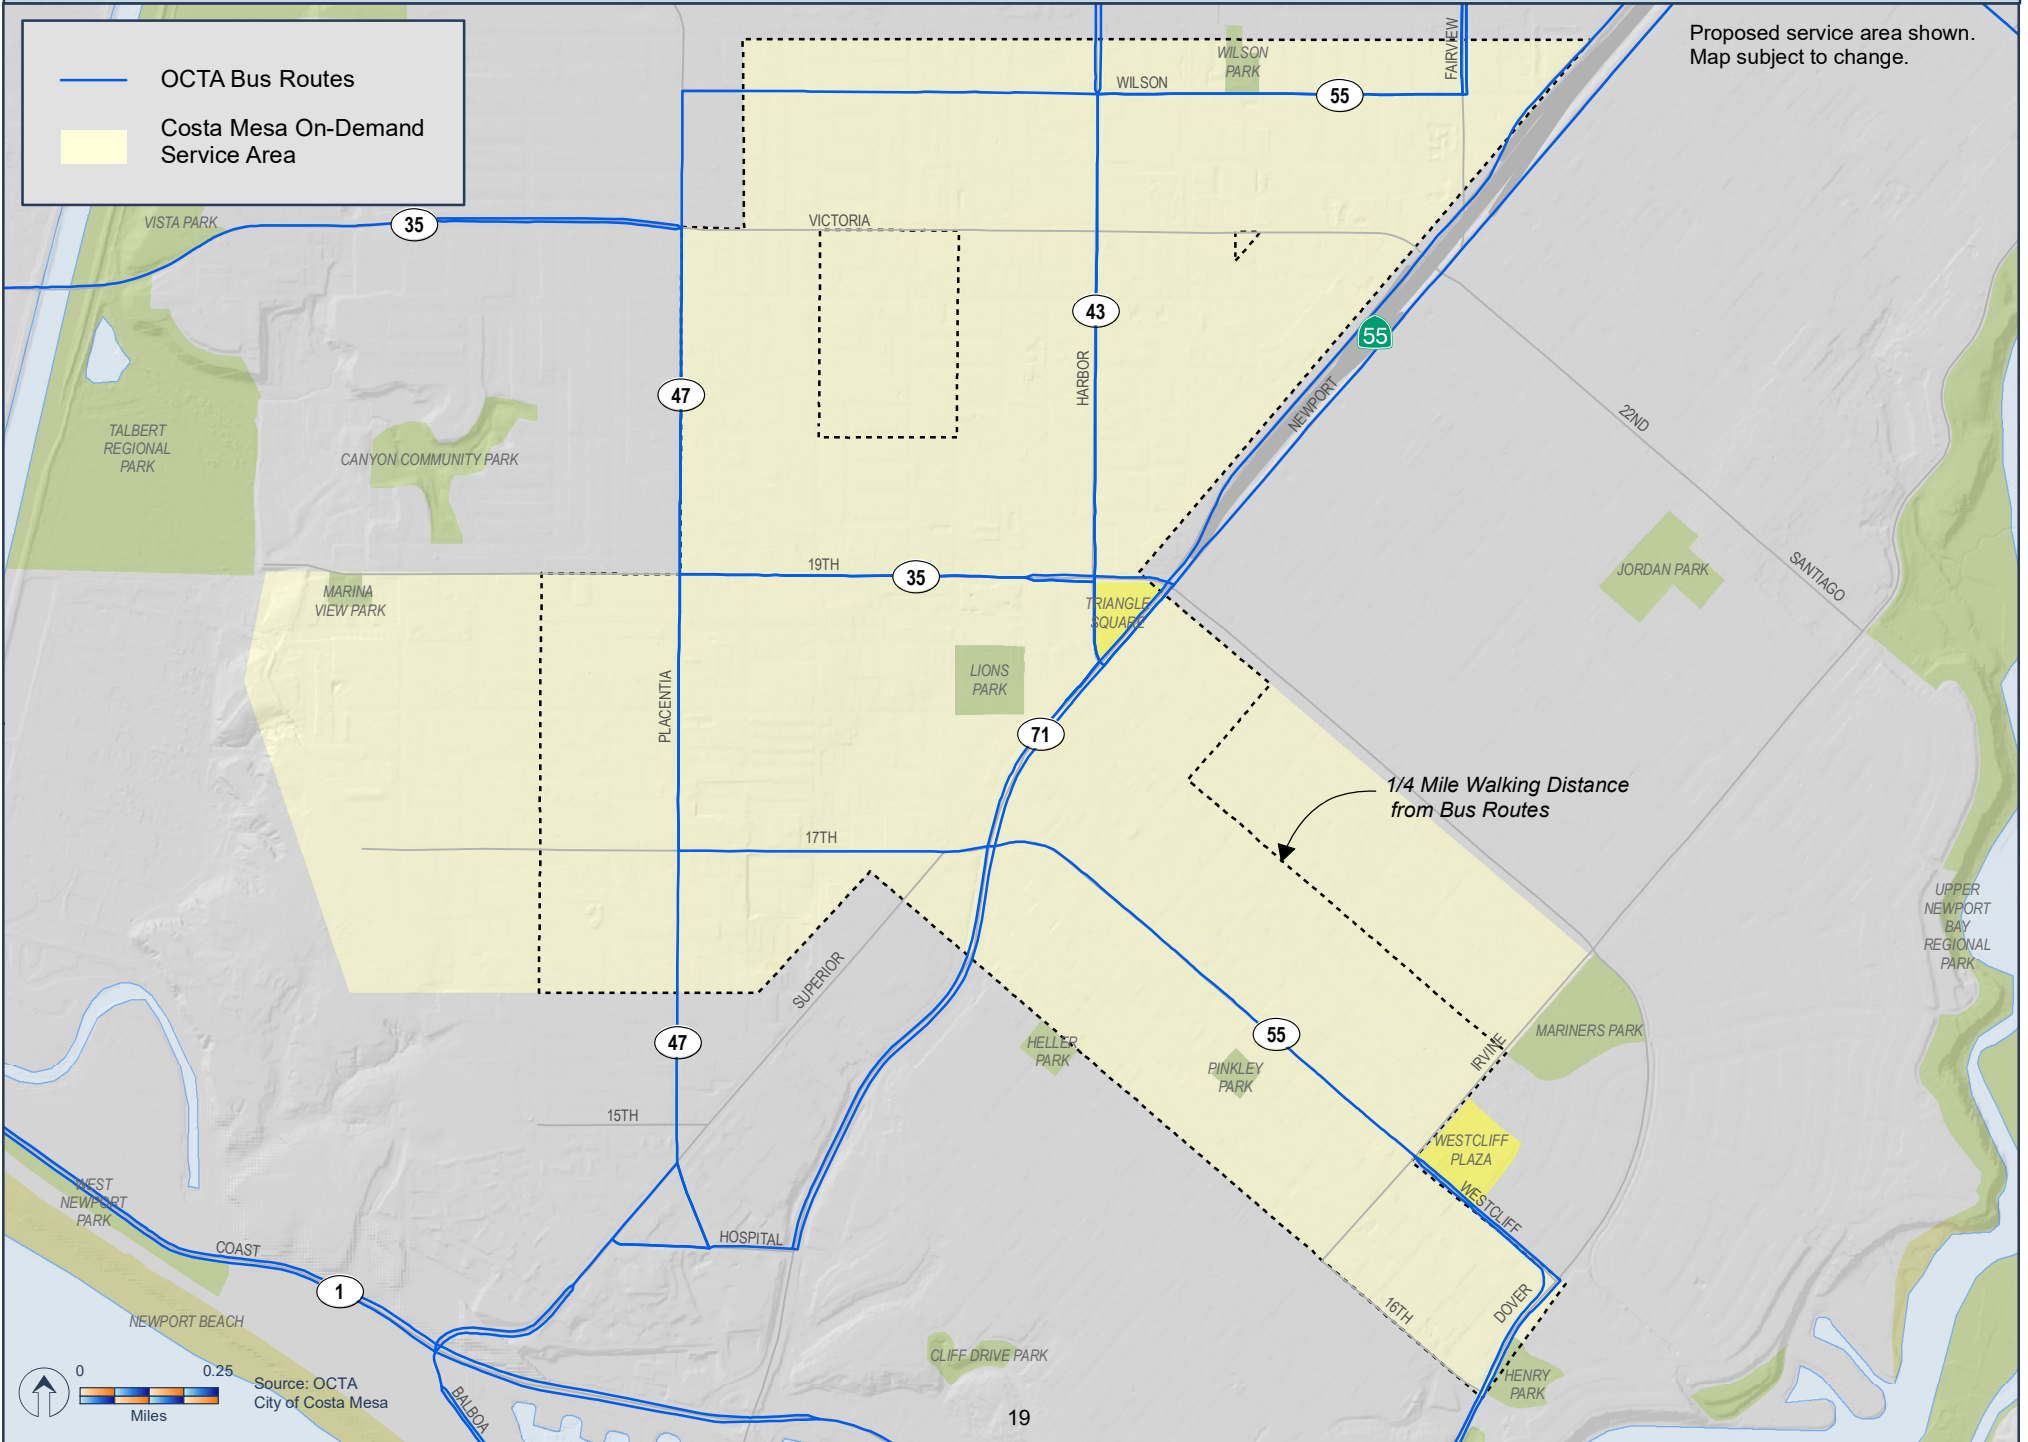 OCTA Bus Routes
Costa Mesa On-Demand
Service Area
Proposed service area shown.
Map subject to change.
FAIRVIEW
WILSON
PARK
WILSON
55
VISTA PARK
35
VICTORIA
43
HARBOR
55
NEWPORT
47
22ND
TALBERT
REGIONAL
PARK
CANYON COMMUNITY PARK
19TH
35
SANTIAGO
JORDAN PARK
MARINA
VIEW PARK
TRIANGLE
SQUARE
LIONS
PARK
PLACENTIA
71
1/4 Mile Walking Distance
from Bus Routes
17TH
UPPER
NEWPORT
BAY
REGIONAL
PARK
SUPERIOR
47
HELLER
PARK
55
PINKLEY
PARK
IRVINE
MARINERS PARK
15TH
WESTCLIFF
PLAZA
WESTCLIFF
WEST
NEWPORT
PARK
COAST
HOSPITAL
1
NEWPORT BEACH
16TH
DOVER
CLIFF DRIVE PARK
HENRY
PARK
BALBOA
0 0.25
Miles
Source: OCTA
City of Costa Mesa
19